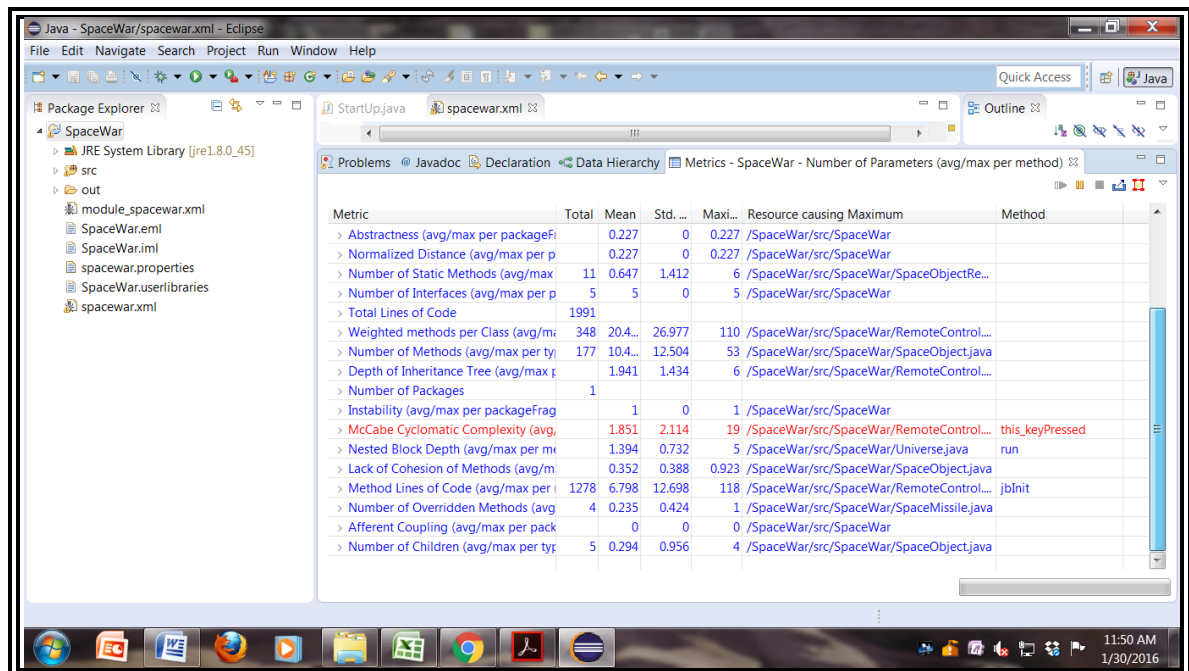 Java - SpaceWar/spacewar.xml - Eclipse
File Edit Navigate Search Project Run Window Help
Quick Access Java
Package Explorer
SpaceWar
JRE System Library [jre1.8.0_45]
src
out
module_spacewar.xml
SpaceWar.eml
SpaceWar.iml
spacewar.properties
SpaceWar.userlibraries
spacewar.xml
StartUp.java spacewar.xml
Outline
Problems @ Javadoc Declaration Data Hierarchy Metrics - SpaceWar - Number of Parameters (avg/max per method)
Metric Total Mean Std. ... Maxi... Resource causing Maximum Method
Abstractness (avg/max per packageFr 0.227 0 0.227 /SpaceWar/src/SpaceWar
Normalized Distance (avg/max per p 0.227 0 0.227 /SpaceWar/src/SpaceWar
Number of Static Methods (avg/max 11 0.647 1.412 6 /SpaceWar/src/SpaceWar/SpaceObjectRe...
Number of Interfaces (avg/max per p 5 5 0 5 /SpaceWar/src/SpaceWar
Total Lines of Code 1991
Weighted methods per Class (avg/ma 348 20.4... 26.977 110 /SpaceWar/src/SpaceWar/RemoteControl....
Number of Methods (avg/max per ty 177 10.4... 12.504 53 /SpaceWar/src/SpaceWar/SpaceObject.java
Depth of Inheritance Tree (avg/max p 1.941 1.434 6 /SpaceWar/src/SpaceWar/RemoteControl....
Number of Packages 1
Instability (avg/max per packageFrag 1 0 1 /SpaceWar/src/SpaceWar
McCabe Cyclomatic Complexity (avg, 1.851 2.114 19 /SpaceWar/src/SpaceWar/RemoteControl.... this_keyPressed
Nested Block Depth (avg/max per me 1.394 0.732 5 /SpaceWar/src/SpaceWar/Universe.java run
Lack of Cohesion of Methods (avg/m 0.352 0.388 0.923 /SpaceWar/src/SpaceWar/SpaceObject.java
Method Lines of Code (avg/max per 1278 6.798 12.698 118 /SpaceWar/src/SpaceWar/RemoteControl.... jbInit
Number of Overridden Methods (avg 4 0.235 0.424 1 /SpaceWar/src/SpaceWar/SpaceMissile.java
Afferent Coupling (avg/max per pack 0 0 0 /SpaceWar/src/SpaceWar
Number of Children (avg/max per typ 5 0.294 0.956 4 /SpaceWar/src/SpaceWar/SpaceObject.java
11:50 AM
1/30/2016